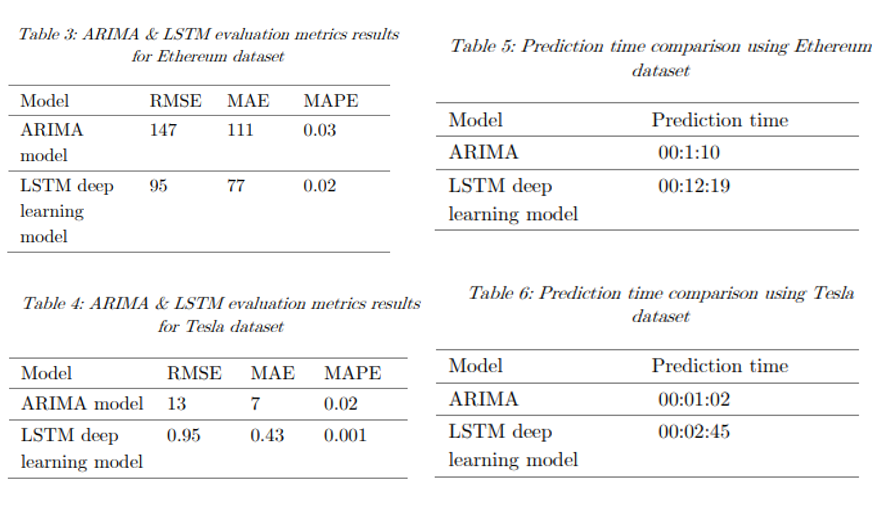 Table 3: ARIMA & LSTM evaluation metrics results
for Ethereum dataset
Model RMSE MAE MAPE
ARIMA 147 111 0.03
model
LSTM deep 95 77 0.02
learning
model
Table 4: ARIMA & LSTM evaluation metrics results
for Tesla dataset
Model RMSE MAE MAPE
ARIMA model 13 7 0.02
LSTM deep 0.95 0.43 0.001
learning model
Table 5: Prediction time comparison using Ethereum
dataset
Model Prediction time
ARIMA 00:1:10
LSTM deep 00:12:19
learning model
Table 6: Prediction time comparison using Tesla
dataset
Model Prediction time
ARIMA 00:01:02
LSTM deep 00:02:45
learning model